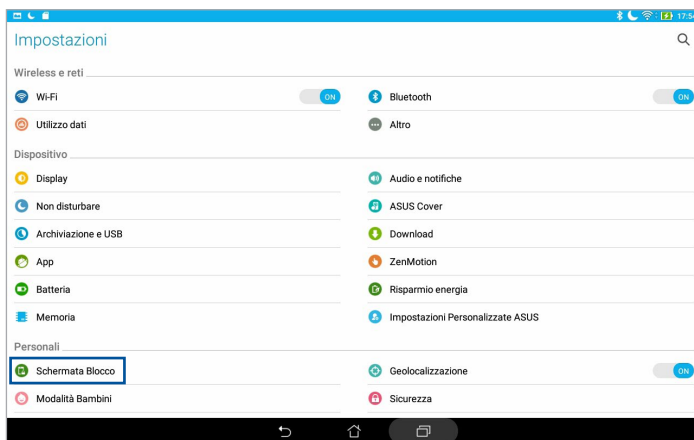 17:54
Impostazioni
Wireless e reti
Wi-Fi ON
Bluetooth ON
Utilizzo dati
Altro
Dispositivo
Display
Audio e notifiche
Non disturbare
ASUS Cover
Archiviazione e USB
Download
App
ZenMotion
Batteria
Risparmio energia
Memoria
Impostazioni Personalizzate ASUS
Personali
Schermata Blocco
Geolocalizzazione ON
Modalità Bambini
Sicurezza